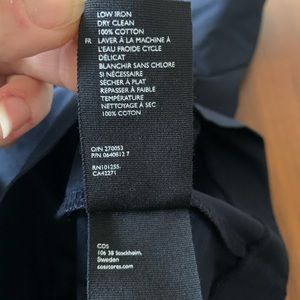 LOW IRON
DRY CLEAN
100% COTTON
FR LAVER À LA MACHINE À
L'EAU FROIDE CYCLE
DÉLICAT
BLANCHIR SANS CHLORE
SI NÉCESSAIRE
SÉCHER À PLAT
REPASSER À FAIBLE
TEMPÉRATURE
NETTOYAGE À SEC
100% COTON
O/N 270053
P/N 0640812 7
RN101255
CA42271
COS
106 38 Stockholm,
Sweden
cosstores.com